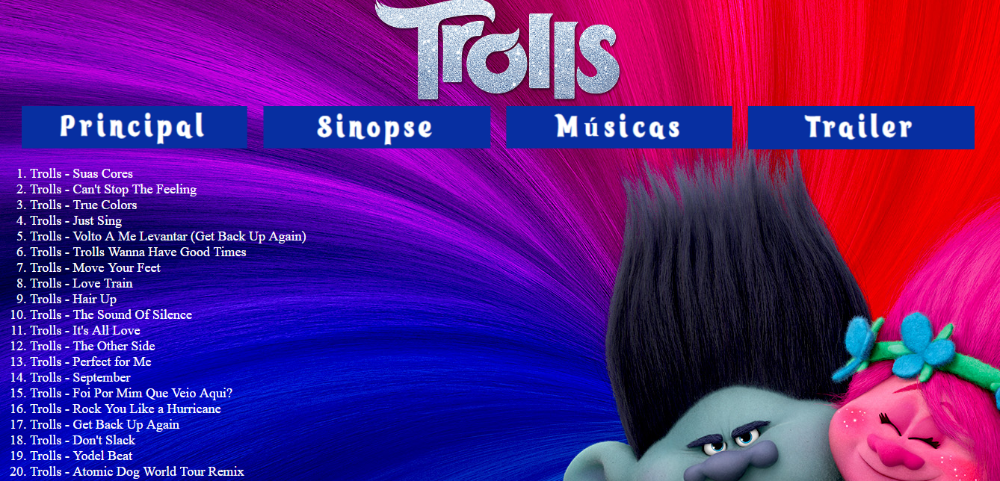 Trolls
Principal Sinopse Músicas Trailer
1. Trolls - Suas Cores
2. Trolls - Can't Stop The Feeling
3. Trolls - True Colors
4. Trolls - Just Sing
5. Trolls - Volto A Me Levantar (Get Back Up Again)
6. Trolls - Trolls Wanna Have Good Times
7. Trolls - Move Your Feet
8. Trolls - Love Train
9. Trolls - Hair Up
10. Trolls - The Sound Of Silence
11. Trolls - It's All Love
12. Trolls - The Other Side
13. Trolls - Perfect for Me
14. Trolls - September
15. Trolls - Foi Por Mim Que Veio Aqui?
16. Trolls - Rock You Like a Hurricane
17. Trolls - Get Back Up Again
18. Trolls - Don't Slack
19. Trolls - Yodel Beat
20. Trolls - Atomic Dog World Tour Remix